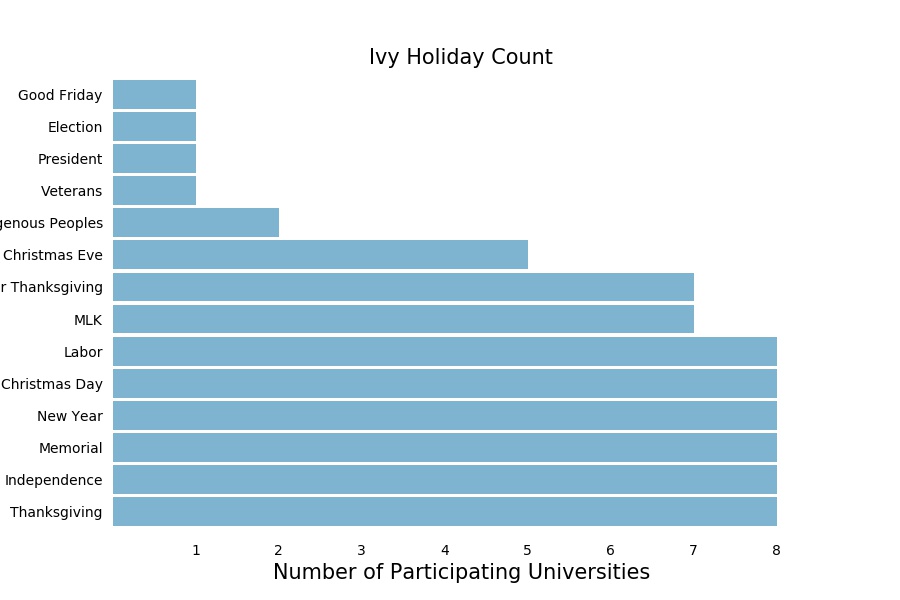 Ivy Holiday Count
Good Friday
Election
President
Veterans
genous Peoples
Christmas Eve
r Thanksgiving
MLK
Labor
Christmas Day
New Year
Memorial
Independence
Thanksgiving
1 2 3 4 5 6 7 8
Number of Participating Universities